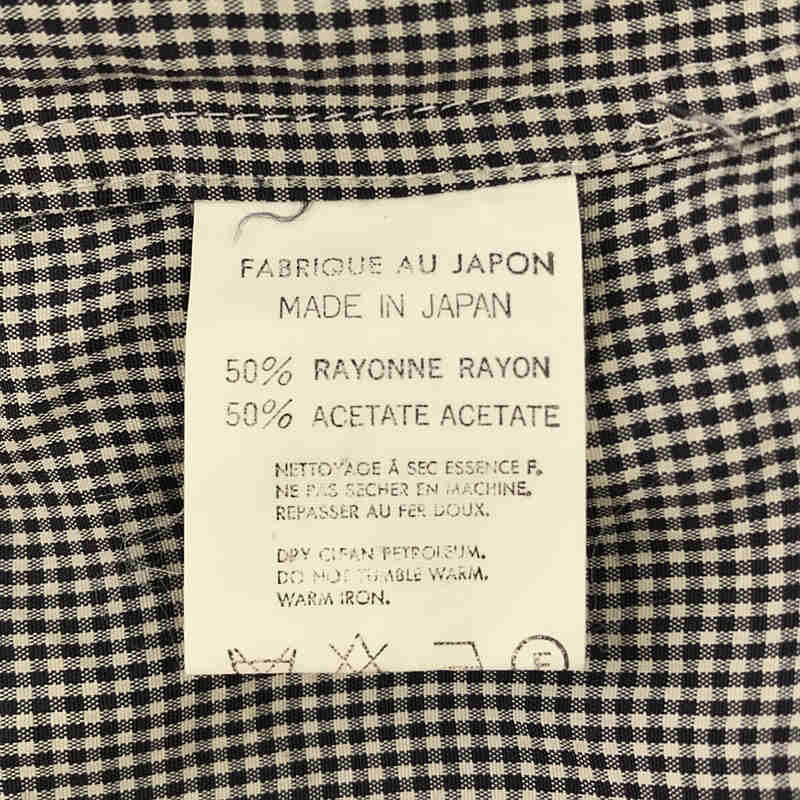 FABRIQUE AU JAPON
MADE IN JAPAN
50% RAYONNE RAYON
50% ACETATE ACETATE
NETTOYAGE À SEC ESSENCE F.
NE PAS SECHER EN MACHINE.
REPASSER AU FER DOUX.
DRY CLEAN PETROLEUM.
DO NOT TUMBLE WARM.
WARM IRON.
F